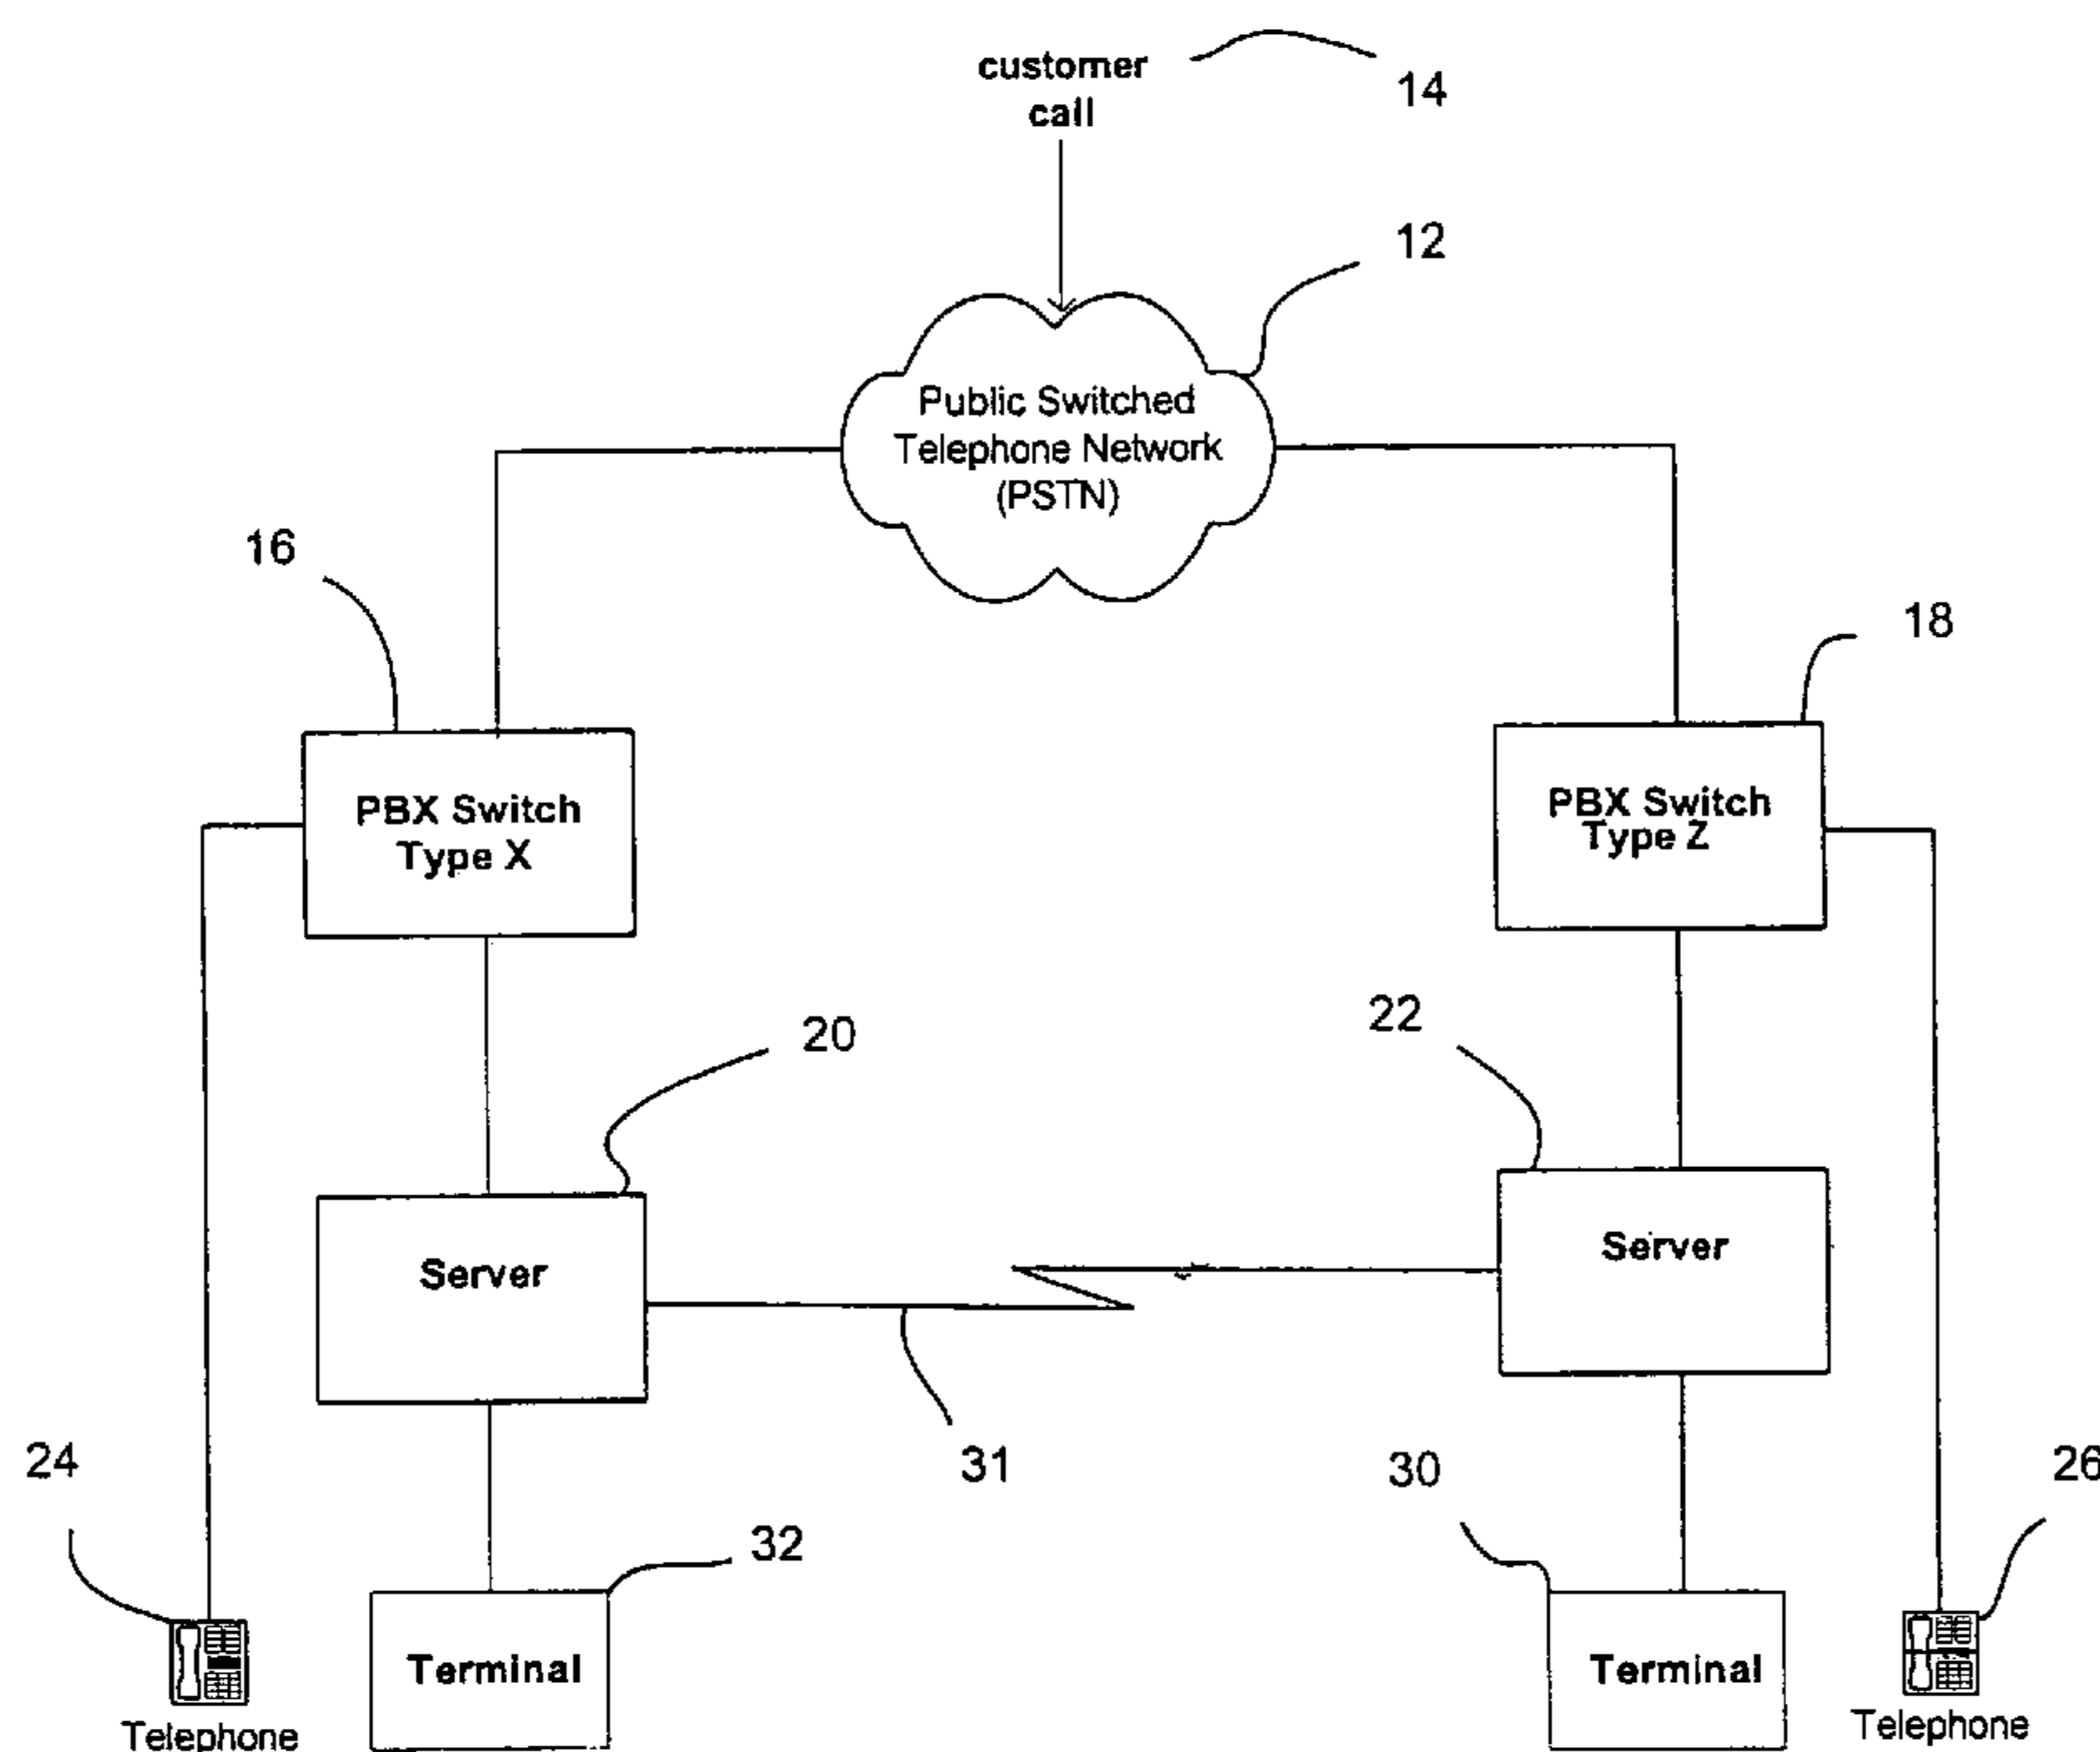 customer
call
14
12
Public Switched
Telephone Network
(PSTN)
16
18
PBX Switch
Type X
PBX Switch
Type Z
20
22
Server
Server
24
31
30
26
32
Terminal
Terminal
Telephone
Telephone